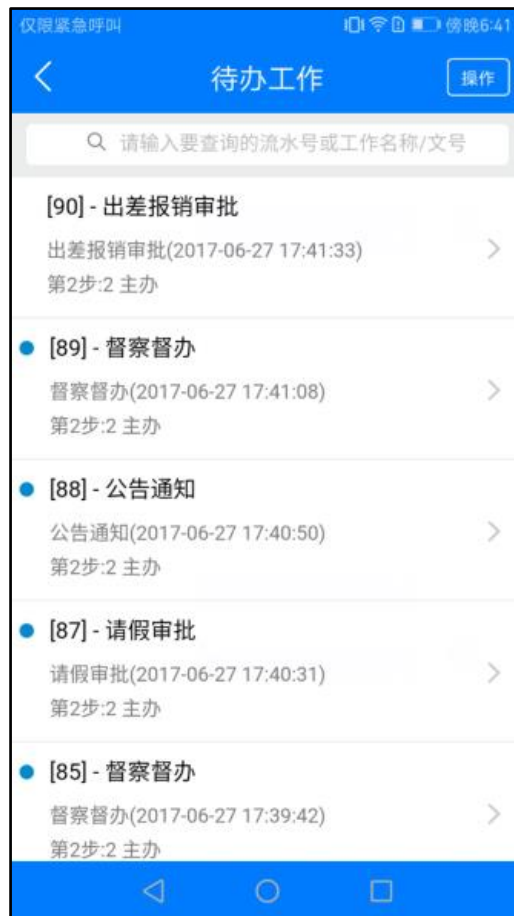 仅限紧急呼叫 傍晚6:41
待办工作 操作
请输入要查询的流水号或工作名称/文号
[90] - 出差报销审批
出差报销审批(2017-06-27 17:41:33)
第2步:2 主办
[89] - 督察督办
督察督办(2017-06-27 17:41:08)
第2步:2 主办
[88] - 公告通知
公告通知(2017-06-27 17:40:50)
第2步:2 主办
[87] - 请假审批
请假审批(2017-06-27 17:40:31)
第2步:2 主办
[85] - 督察督办
督察督办(2017-06-27 17:39:42)
第2步:2 主办